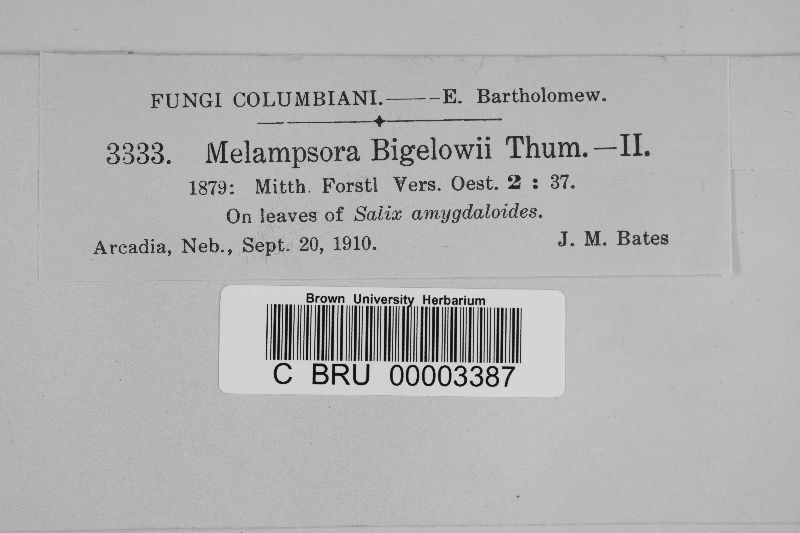 FUNGI COLUMBIANI.——E. Bartholomew.
3333. Melampsora Bigelowii Thum.—II.
1879: Mitth. Forstl Vers. Oest. 2 : 37.
On leaves of Salix amygdaloides.
Arcadia, Neb., Sept. 20, 1910. J. M. Bates
Brown University Herbarium
C BRU 00003387